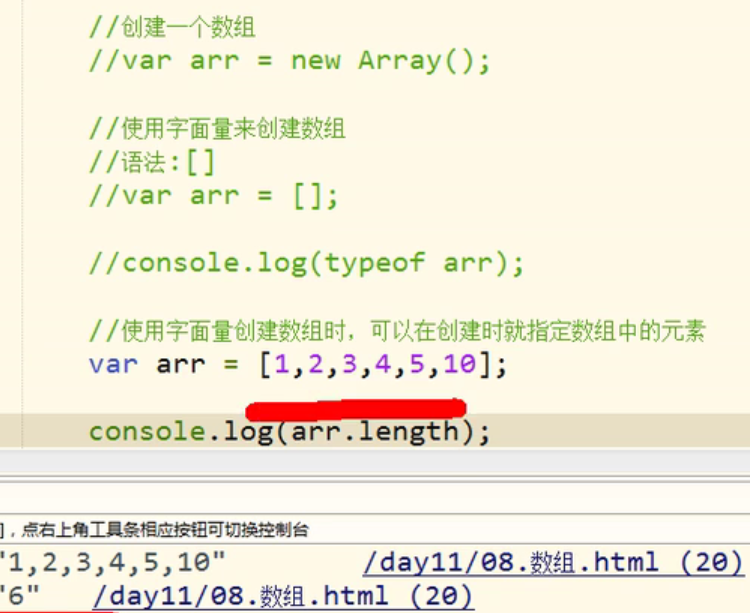 //创建一个数组
//var arr = new Array();
//使用字面量来创建数组
//语法:[]
//var arr = [];
//console.log(typeof arr);
//使用字面量创建数组时，可以在创建时就指定数组中的元素
var arr = [1,2,3,4,5,10];
console.log(arr.length);
]，点右上角工具条相应按钮可切换控制台
"1,2,3,4,5,10" /day11/08.数组.html (20)
"6" /day11/08.数组.html (20)